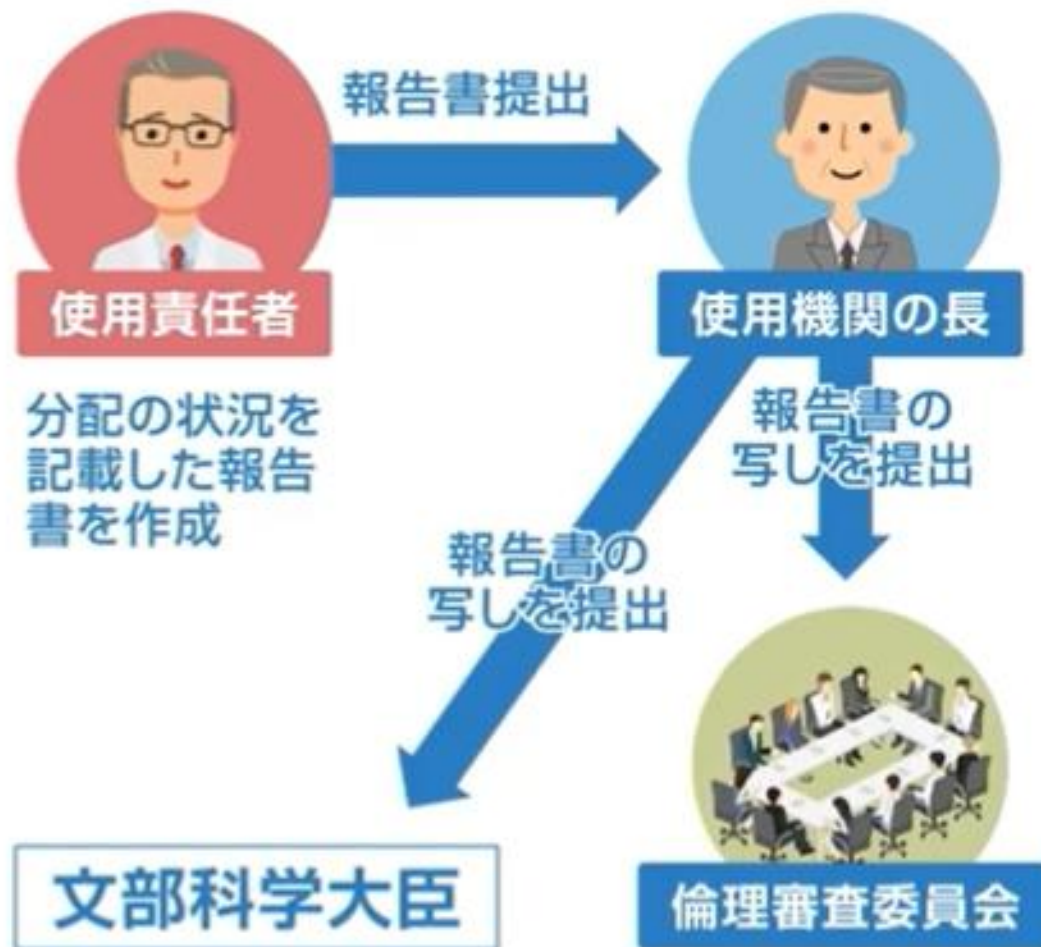 報告書提出
使用責任者
使用機関の長
分配の状況を
記載した報告
書を作成
報告書の
写しを提出
報告書の
写しを提出
文部科学大臣
倫理審査委員会